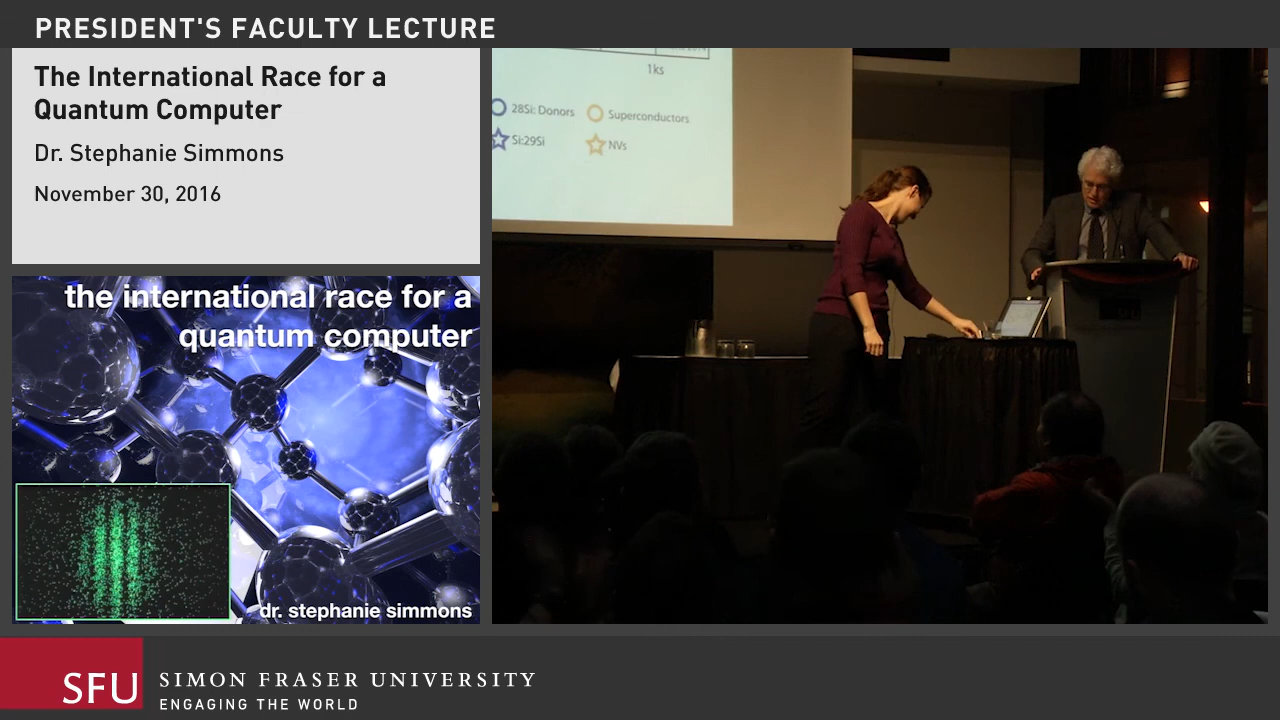 PRESIDENT'S FACULTY LECTURE
The International Race for a
Quantum Computer
Dr. Stephanie Simmons
November 30, 2016
1ks
28Si: Donors
Superconductors
Si:29Si
NVs
the international race for a
quantum computer
dr. stephanie simmons
SFU
SIMON FRASER UNIVERSITY
ENGAGING THE WORLD